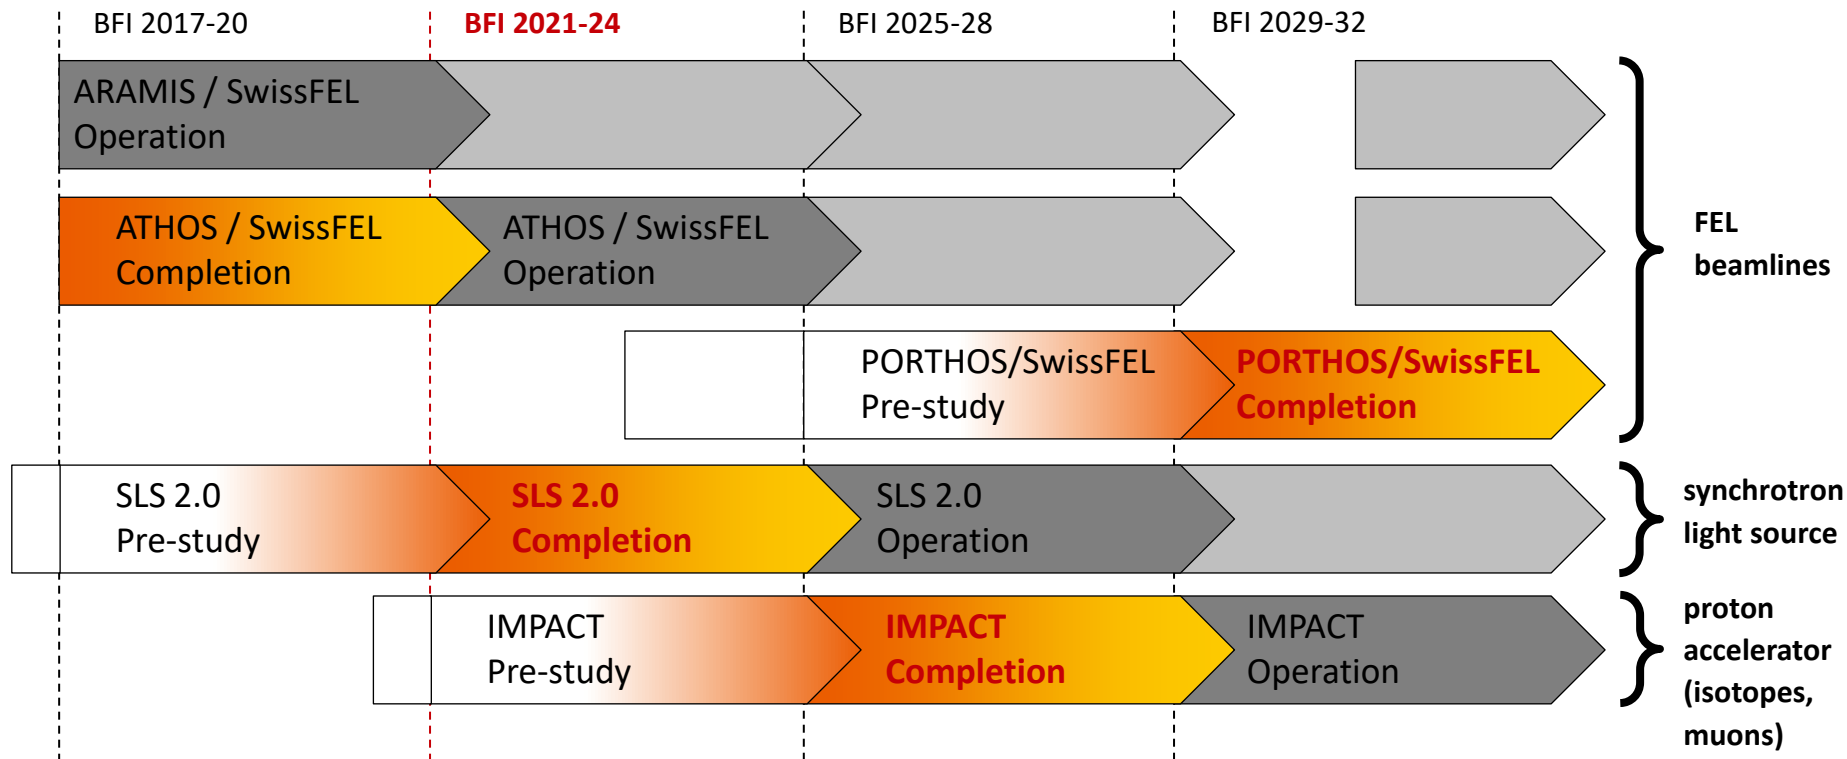 BFI 2017-20
BFI 2021-24
BFI 2025-28
BFI 2029-32
ARAMIS / SwissFEL
Operation
ATHOS / SwissFEL
Completion
ATHOS / SwissFEL
Operation
FEL
beamlines
PORTHOS/SwissFEL
Pre-study
PORTHOS/SwissFEL
Completion
SLS 2.0
Pre-study
SLS 2.0
Completion
SLS 2.0
Operation
synchrotron
light source
IMPACT
Pre-study
IMPACT
Completion
IMPACT
Operation
proton
accelerator
(isotopes,
muons)